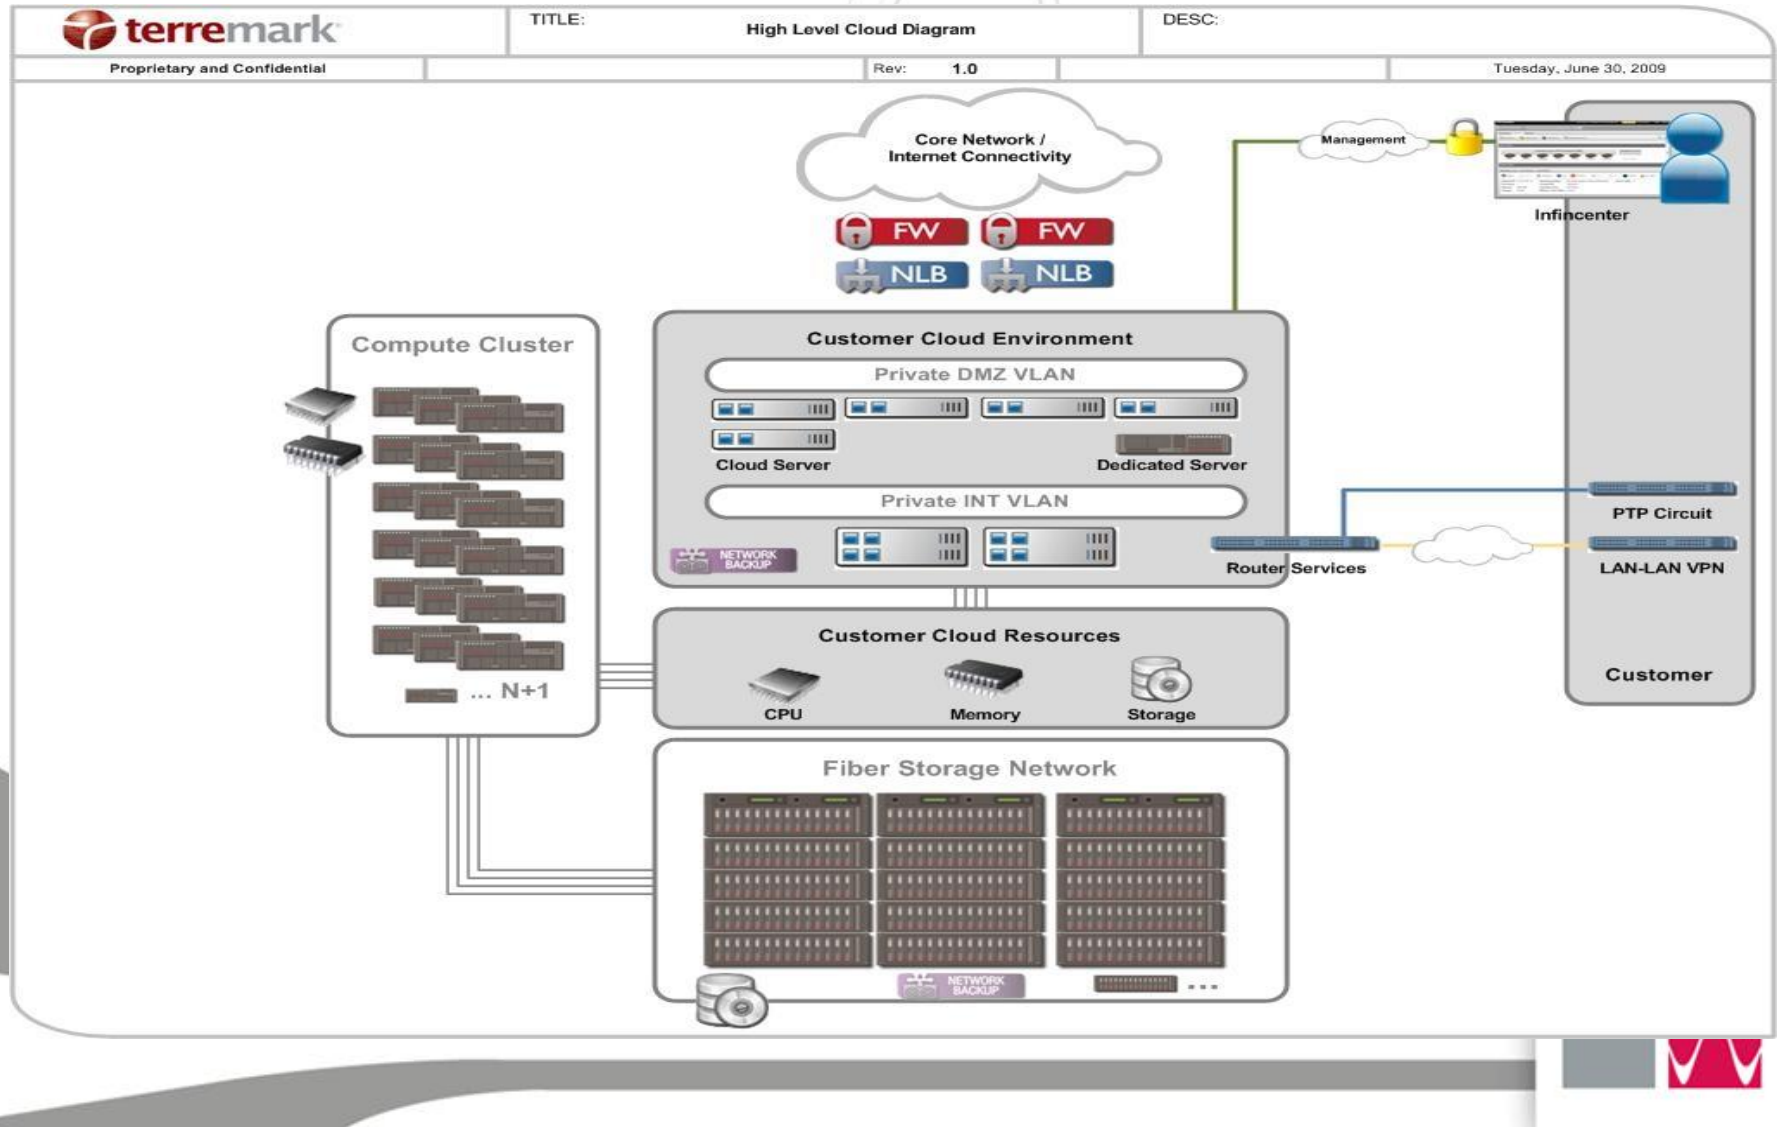 terremark
TITLE:
High Level Cloud Diagram
DESC:
Proprietary and Confidential
Rev: 1.0
Tuesday, June 30, 2009
Core Network /
Internet Connectivity
Management
Infincenter
FW
FW
NLB
NLB
Compute Cluster
... N+1
Customer Cloud Environment
Private DMZ VLAN
Cloud Server
Dedicated Server
Private INT VLAN
NETWORK
BACKUP
Router Services
PTP Circuit
LAN-LAN VPN
Customer
Customer Cloud Resources
CPU
Memory
Storage
Fiber Storage Network
NETWORK
BACKUP
...